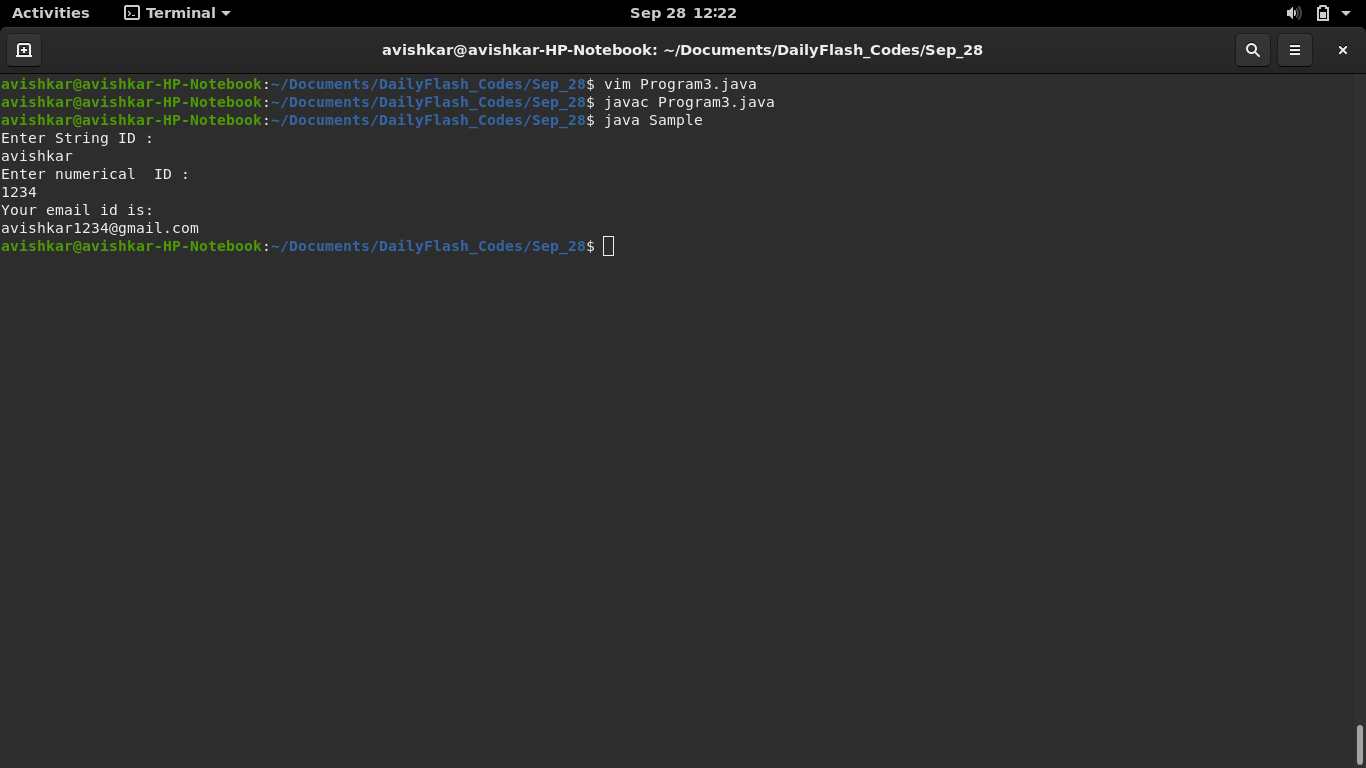 Activities Terminal Sep 28 12:22
avishkar@avishkar-HP-Notebook: ~/Documents/DailyFlash_Codes/Sep_28
avishkar@avishkar-HP-Notebook:~/Documents/DailyFlash_Codes/Sep_28$ vim Program3.java
avishkar@avishkar-HP-Notebook:~/Documents/DailyFlash_Codes/Sep_28$ javac Program3.java
avishkar@avishkar-HP-Notebook:~/Documents/DailyFlash_Codes/Sep_28$ java Sample
Enter String ID :
avishkar
Enter numerical  ID :
1234
Your email id is:
avishkar1234@gmail.com
avishkar@avishkar-HP-Notebook:~/Documents/DailyFlash_Codes/Sep_28$